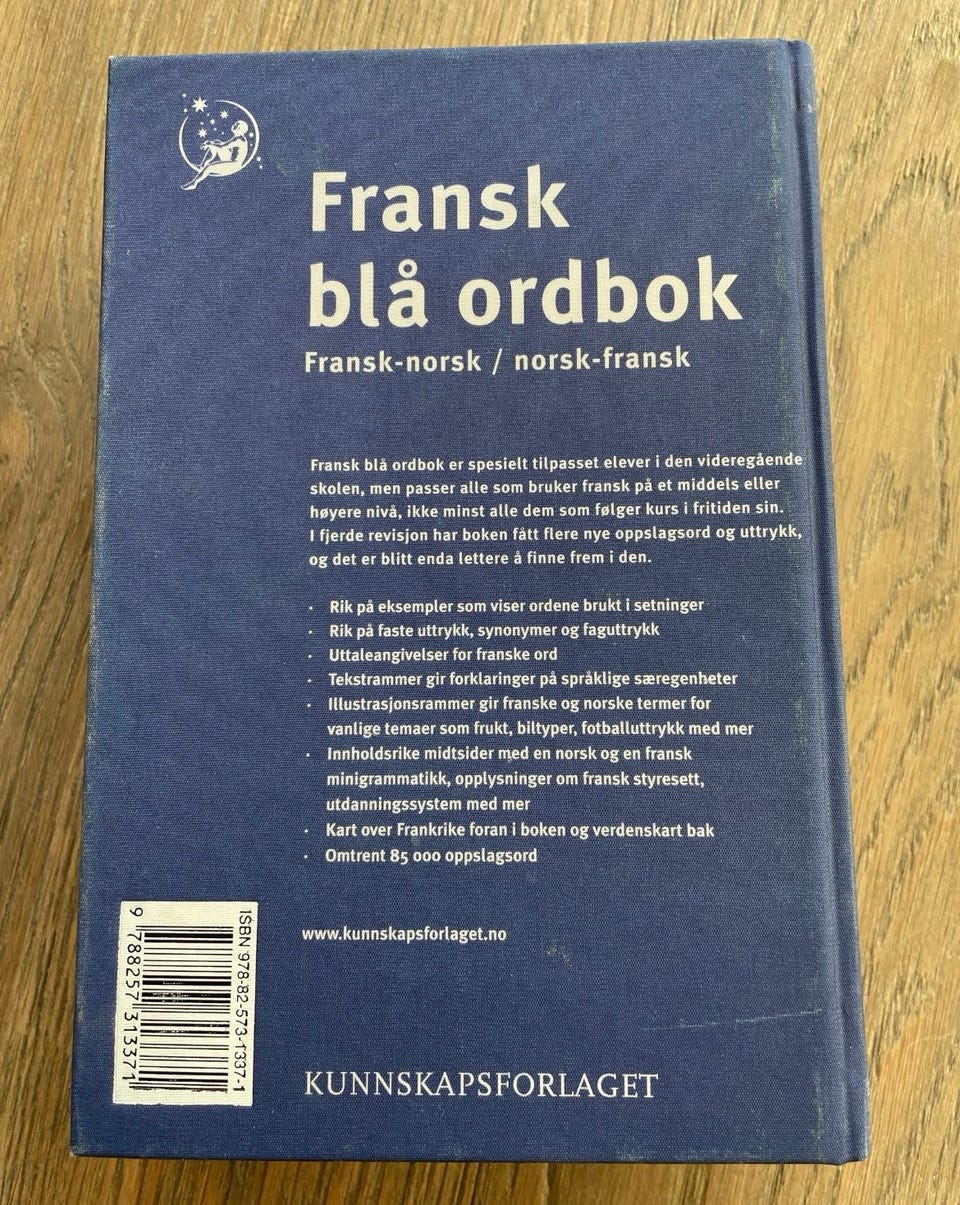 Fransk
blå ordbok
Fransk-norsk / norsk-fransk
Fransk blå ordbok er spesielt tilpasset elever i den videregående
skolen, men passer alle som bruker fransk på et middels eller
høyere nivå, ikke minst alle dem som følger kurs i fritiden sin.
I fjerde revisjon har boken fått flere nye oppslagsord og uttrykk,
og det er blitt enda lettere å finne frem i den.
· Rik på eksempler som viser ordene brukt i setninger
· Rik på faste uttrykk, synonymer og faguttrykk
· Uttaleangivelser for franske ord
· Tekstrammer gir forklaringer på språklige særegenheter
· Illustrasjonsrammer gir franske og norske termer for
vanlige temaer som frukt, biltyper, fotballuttrykk med mer
· Innholdsrike midtsider med en norsk og en fransk
minigrammatikk, opplysninger om fransk styresett,
utdanningssystem med mer
· Kart over Frankrike foran i boken og verdenskart bak
· Omtrent 85 000 oppslagsord
www.kunnskapsforlaget.no
ISBN 978-82-573-1337-1
9 788257 313371
KUNNSKAPSFORLAGET